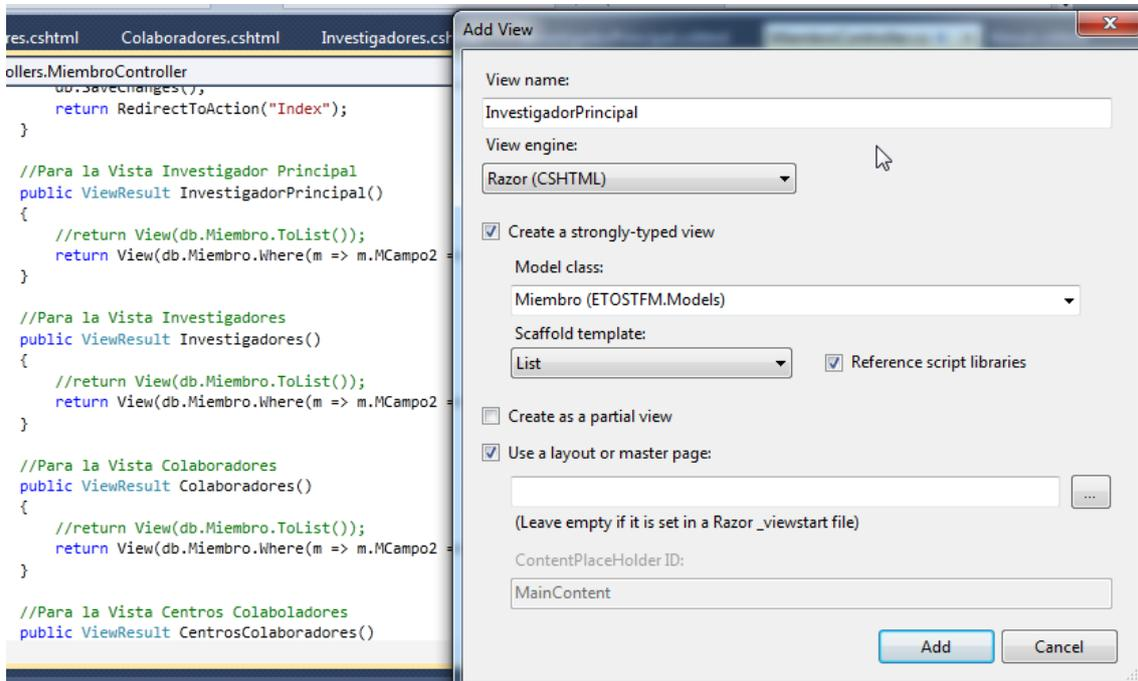 res.cshtml
Colaboradores.cshtml
Investigadores.csh
ollers.MiembroController
db.SaveChanges();
return RedirectToAction("Index");
}
//Para la Vista Investigador Principal
public ViewResult InvestigadorPrincipal()
{
//return View(db.Miembro.ToList());
return View(db.Miembro.Where(m => m.MCampo2 =
}
//Para la Vista Investigadores
public ViewResult Investigadores()
{
//return View(db.Miembro.ToList());
return View(db.Miembro.Where(m => m.MCampo2 =
}
//Para la Vista Colaboradores
public ViewResult Colaboradores()
{
//return View(db.Miembro.ToList());
return View(db.Miembro.Where(m => m.MCampo2 =
}
//Para la Vista Centros Colaboladores
public ViewResult CentrosColaboradores()
Add View
View name:
InvestigadorPrincipal
View engine:
Razor (CSHTML)
Create a strongly-typed view
Model class:
Miembro (ETOSTFM.Models)
Scaffold template:
List
Reference script libraries
Create as a partial view
Use a layout or master page:
...
(Leave empty if it is set in a Razor _viewstart file)
ContentPlaceHolder ID:
MainContent
Add
Cancel